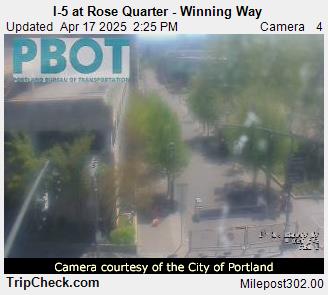 I-5 at Rose Quarter - Winning Way
Updated Apr 17 2025 2:25 PM Camera 4
PBOT
PORTLAND BUREAU OF TRANSPORTATION
Camera courtesy of the City of Portland
TripCheck.com Milepost302.00